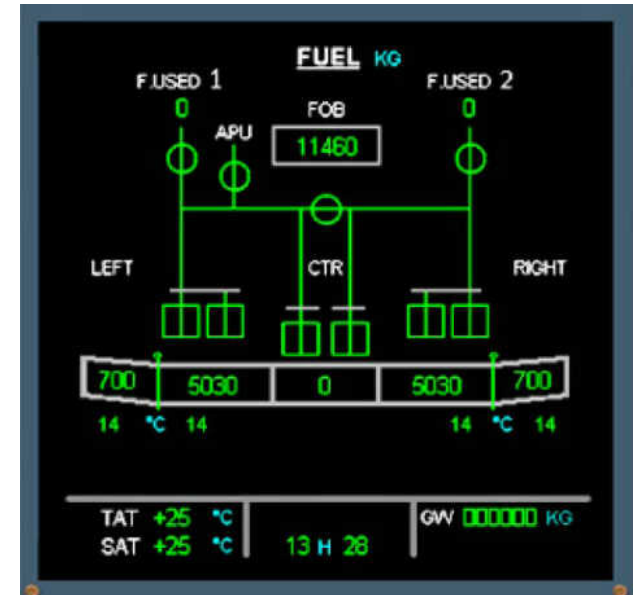 FUEL KG
F.USED 1 F.USED 2
0 FOB 0
APU 11460
LEFT CTR RIGHT
700 5030 0 5030 700
14 °C 14 14 °C 14
TAT +25 °C GW KG
SAT +25 °C 13 H 28